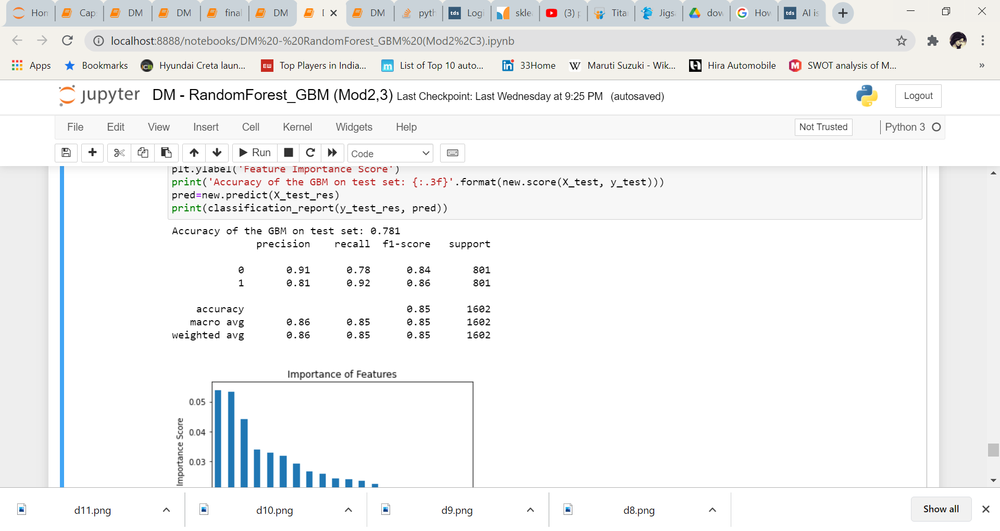 Hon
Cap
DM
DM
final
DM
DM
pyth
tds
Logi
skle
(3) p
Tita
Jigs
dow
How
tds
AI is
localhost:8888/notebooks/DM%20-%20RandomForest_GBM%20(Mod2%2C3).ipynb
Apps
Bookmarks
ICB
Hyundai Creta laun...
EW
Top Players in India...
m
List of Top 10 auto...
in
33Home
W
Maruti Suzuki - Wik...
Hira Automobile
M
SWOT analysis of M...
»
jupyter DM - RandomForest_GBM (Mod2,3) Last Checkpoint: Last Wednesday at 9:25 PM (autosaved)
Logout
File Edit View Insert Cell Kernel Widgets Help
Not Trusted
Python 3
Run
Code
plt.ylabel('Feature Importance Score')
print('Accuracy of the GBM on test set: {:.3f}'.format(new.score(X_test, y_test)))
pred=new.predict(X_test_res)
print(classification_report(y_test_res, pred))
Accuracy of the GBM on test set: 0.781
precision recall f1-score support
0 0.91 0.78 0.84 801
1 0.81 0.92 0.86 801
accuracy 0.85 1602
macro avg 0.86 0.85 0.85 1602
weighted avg 0.86 0.85 0.85 1602
Importance of Features
0.05
0.04
0.03
Importance Score
d11.png
d10.png
d9.png
d8.png
Show all